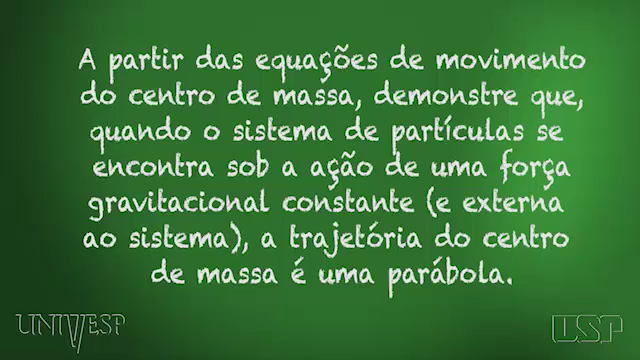 A partir das equações de movimento
do centro de massa, demonstre que,
quando o sistema de partículas se
encontra sob a ação de uma força
gravitacional constante (e externa
ao sistema), a trajetória do centro
de massa é uma parábola.
UNIVESP
USP